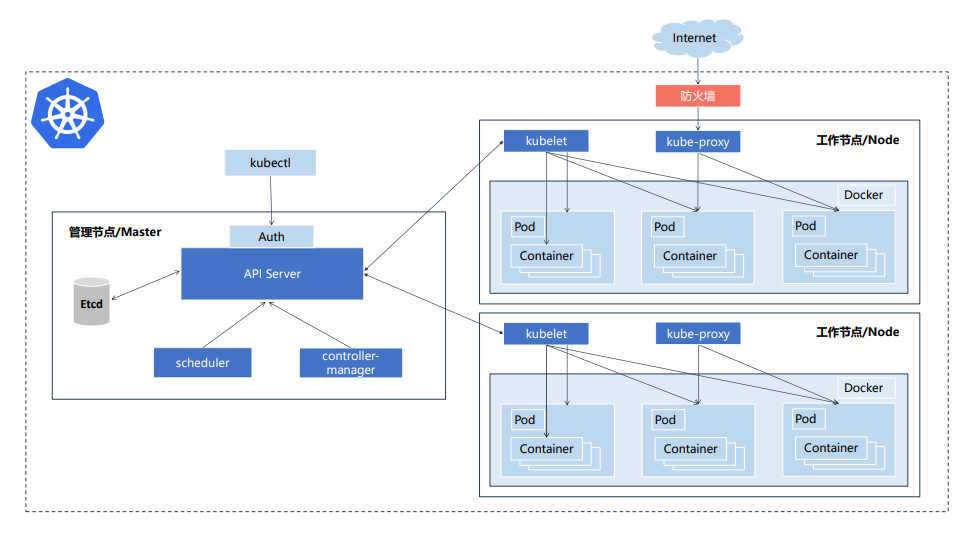 Internet
防火墙
kubelet
kube-proxy
工作节点/Node
kubectl
Docker
管理节点/Master
Auth
API Server
Etcd
scheduler
controller-
manager
Pod
Container
Pod
Container
Pod
Container
kubelet
kube-proxy
工作节点/Node
Docker
Pod
Container
Pod
Container
Pod
Container